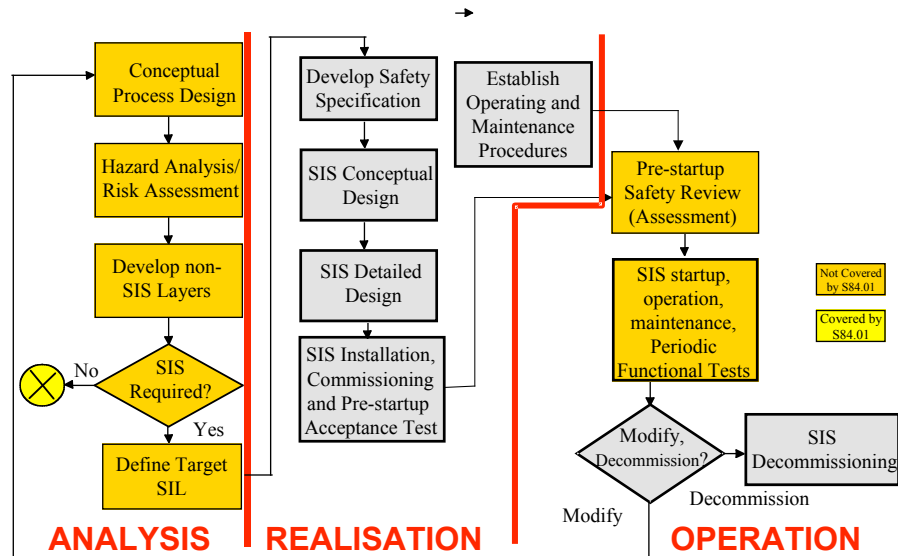 Conceptual
Process Design
Hazard Analysis/
Risk Assessment
Develop non-
SIS Layers
SIS
Required?
No
Yes
Define Target
SIL
ANALYSIS
Develop Safety
Specification
SIS Conceptual
Design
SIS Detailed
Design
SIS Installation,
Commissioning
and Pre-startup
Acceptance Test
REALISATION
Establish
Operating and
Maintenance
Procedures
Pre-startup
Safety Review
(Assessment)
SIS startup,
operation,
maintenance,
Periodic
Functional Tests
Modify,
Decommission?
SIS
Decommissioning
Decommission
Modify
OPERATION
Not Covered
by S84.01
Covered by
S84.01